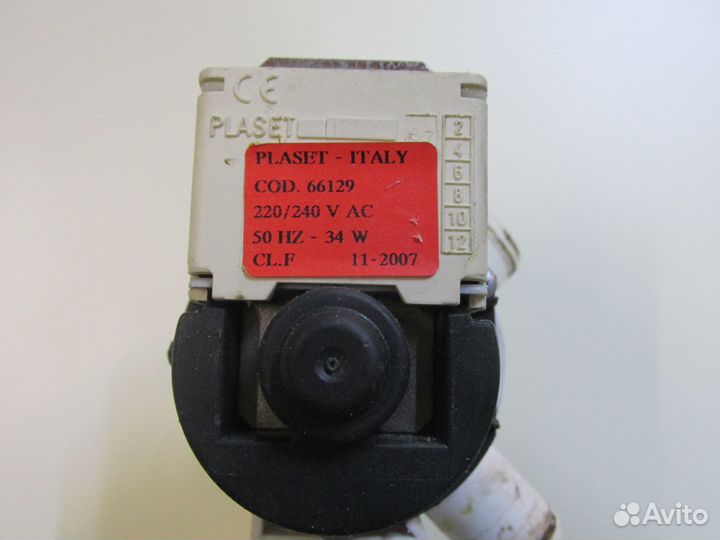 CE
PLASET
2
4
6
8
10
12
PLASET - ITALY
COD. 66129
220/240 V AC
50 HZ - 34 W
CL.F 11-2007
Avito